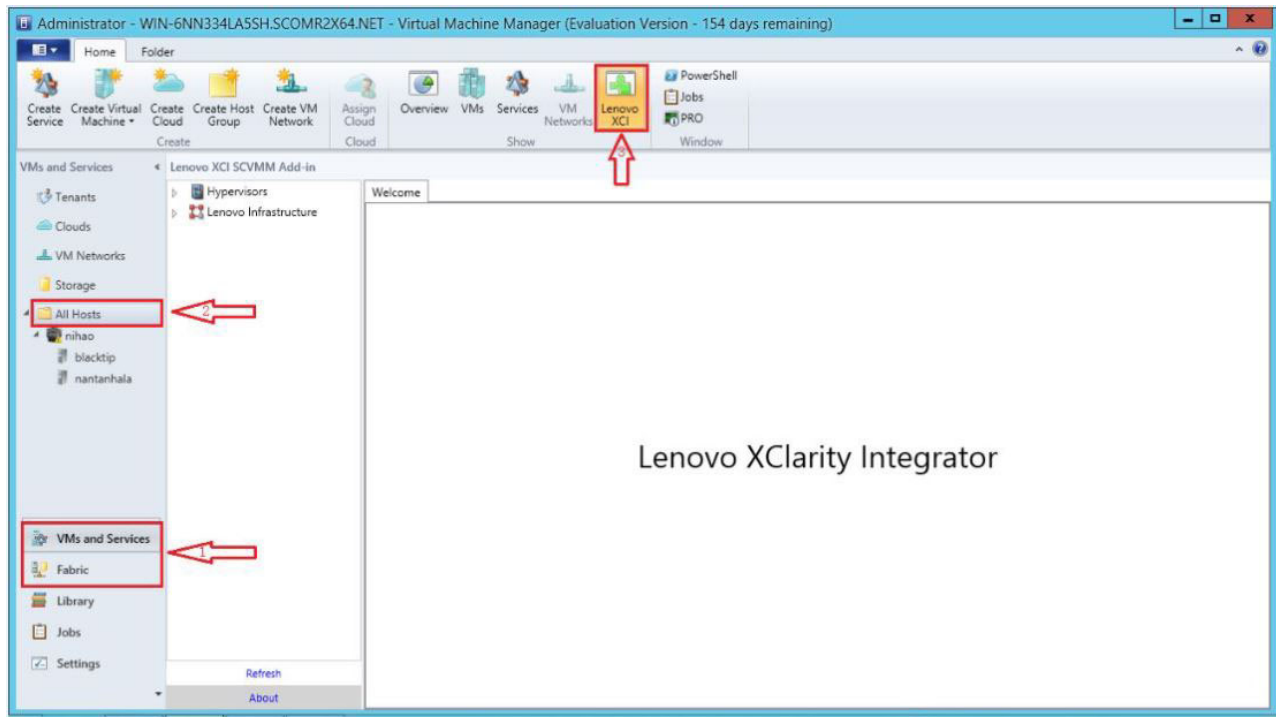 Administrator - WIN-6NN334LA5SH.SCOMR2X64.NET - Virtual Machine Manager (Evaluation Version - 154 days remaining)
Home Folder
Create Service
Create Virtual Machine
Create Cloud
Create Host Group
Create VM Network
Assign Cloud
Overview
VMs
Services
VM Networks
Lenovo XCI
PowerShell
Jobs
PRO
Create
Cloud
Show
Window
3
VMs and Services
Tenants
Clouds
VM Networks
Storage
All Hosts
2
nihao
blacktip
nantanhala
VMs and Services
1
Fabric
Library
Jobs
Settings
Lenovo XCI SCVMM Add-in
Hypervisors
Lenovo Infrastructure
Refresh
About
Welcome
Lenovo XClarity Integrator